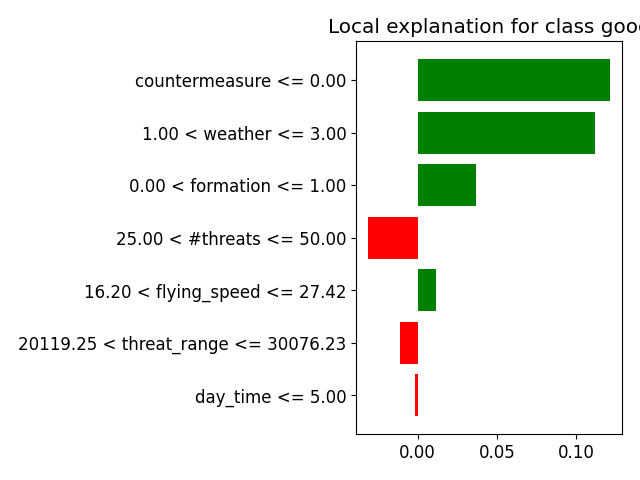 Local explanation for class good
countermeasure <= 0.00
1.00 < weather <= 3.00
0.00 < formation <= 1.00
25.00 < #threats <= 50.00
16.20 < flying_speed <= 27.42
20119.25 < threat_range <= 30076.23
day_time <= 5.00
0.00 0.05 0.10